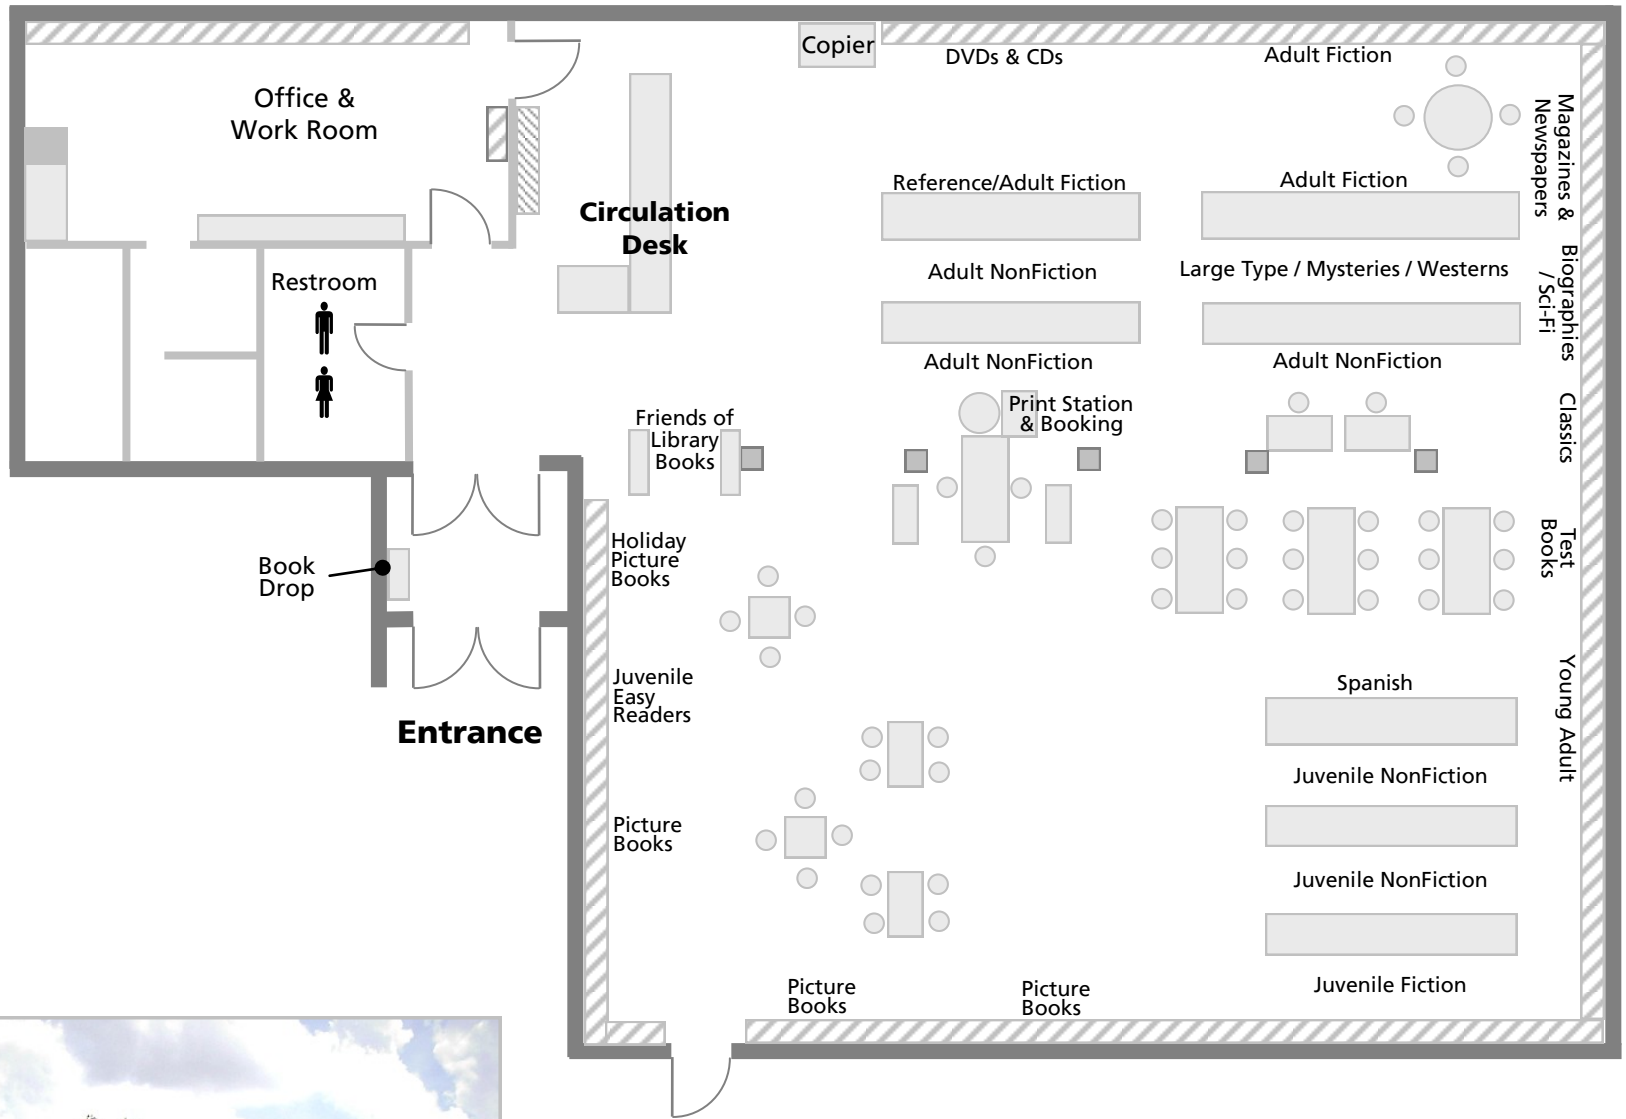 Copier
DVDs & CDs
Adult Fiction
Office &
Work Room
Magazines &
Newspapers
Reference/Adult Fiction
Adult Fiction
Circulation
Desk
Adult NonFiction
Large Type / Mysteries / Westerns
Biographies
/ Sci-Fi
Restroom
Adult NonFiction
Adult NonFiction
Friends of
Library
Books
Print Station
& Booking
Classics
Holiday
Picture
Books
Test
Books
Book
Drop
Juvenile
Easy
Readers
Spanish
Young Adult
Entrance
Juvenile NonFiction
Picture
Books
Juvenile NonFiction
Picture
Books
Picture
Books
Juvenile Fiction